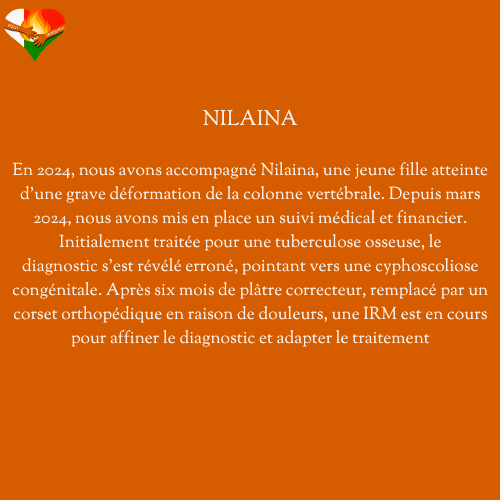 NILAINA
En 2024, nous avons accompagné Nilaina, une jeune fille atteinte
d'une grave déformation de la colonne vertébrale. Depuis mars
2024, nous avons mis en place un suivi médical et financier.
Initialement traitée pour une tuberculose osseuse, le
diagnostic s'est révélé erroné, pointant vers une cyphoscoliose
congénitale. Après six mois de plâtre correcteur, remplacé par un
corset orthopédique en raison de douleurs, une IRM est en cours
pour affiner le diagnostic et adapter le traitement